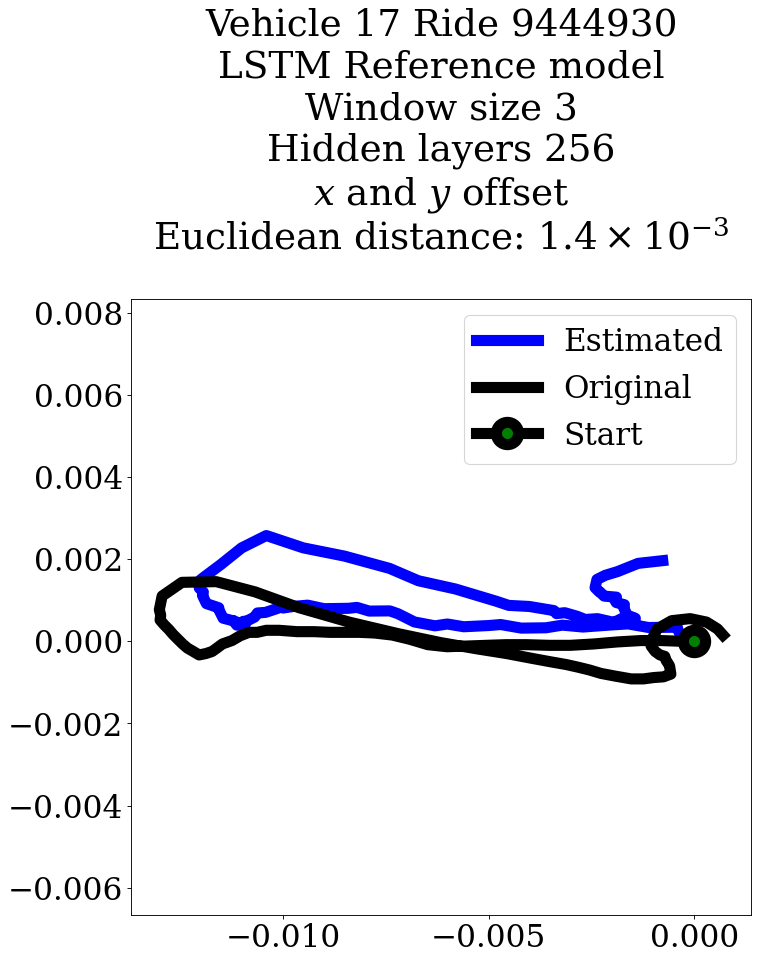 Vehicle 17 Ride 9444930
LSTM Reference model
Window size 3
Hidden layers 256
x and y offset
Euclidean distance: 1.4 × 10⁻³
Estimated
Original
Start
0.008
0.006
0.004
0.002
0.000
−0.002
−0.004
−0.006
−0.010 −0.005 0.000